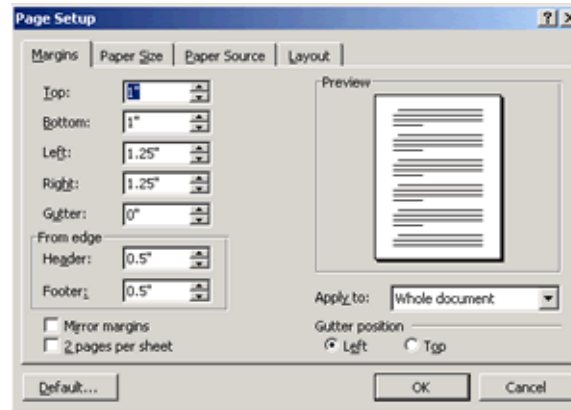 Page Setup
Margins Paper Size Paper Source Layout
Top: 1"
Bottom: 1"
Left: 1.25"
Right: 1.25"
Gutter: 0"
From edge
Header: 0.5"
Footer: 0.5"
Mirror margins
2 pages per sheet
Preview
Apply to: Whole document
Gutter position
Left Top
Default... OK Cancel